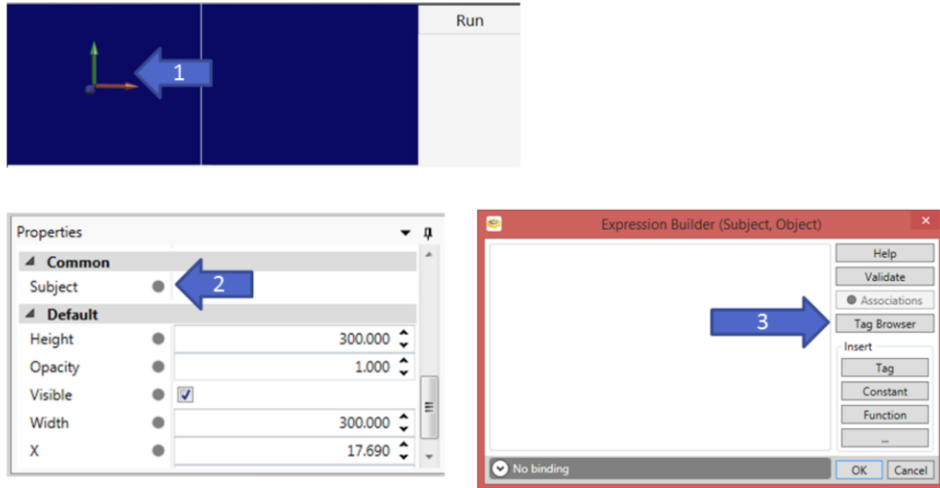 Run
1
Properties
Common
Subject
2
Default
Height 300.000
Opacity 1.000
Visible
Width 300.000
X 17.690
Expression Builder (Subject, Object)
Help
Validate
Associations
3
Tag Browser
Insert
Tag
Constant
Function
...
No binding
OK Cancel